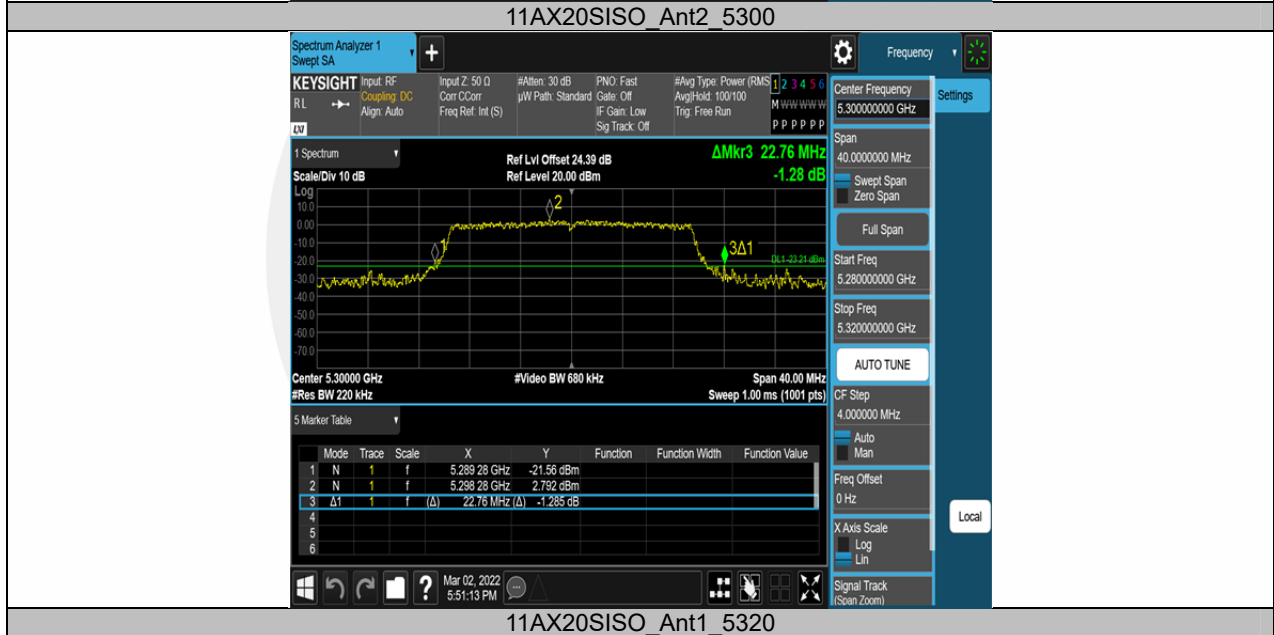 11AX20SISO_Ant2_5300
Spectrum Analyzer 1
Swept SA
+
Frequency
KEYSIGHT
RL
LXI
Input: RF
Coupling: DC
Align: Auto
Input Z: 50 Ω
Corr CCorr
Freq Ref: Int (S)
#Atten: 30 dB
µW Path: Standard
PNO: Fast
Gate: Off
IF Gain: Low
Sig Track: Off
#Avg Type: Power (RMS
Avg|Hold: 100/100
Trig: Free Run
1 2 3 4 5 6
M W W W W W
P P P P P P
1 Spectrum
Scale/Div 10 dB
Ref Lvl Offset 24.39 dB
Ref Level 20.00 dBm
ΔMkr3 22.76 MHz
-1.28 dB
Log
10.0
0.00
-10.0
-20.0
-30.0
-40.0
-50.0
-60.0
-70.0
1
2
3Δ1
DL1 -23.21 dBm
Center 5.30000 GHz
#Res BW 220 kHz
#Video BW 680 kHz
Span 40.00 MHz
Sweep 1.00 ms (1001 pts)
5 Marker Table
Mode Trace Scale X Y Function Function Width Function Value
1 N 1 f 5.289 28 GHz -21.56 dBm
2 N 1 f 5.298 28 GHz 2.792 dBm
3 Δ1 1 f (Δ) 22.76 MHz (Δ) -1.285 dB
4
5
6
?
Mar 02, 2022
5:51:13 PM
Center Frequency
5.300000000 GHz
Settings
Span
40.0000000 MHz
Swept Span
Zero Span
Full Span
Start Freq
5.280000000 GHz
Stop Freq
5.320000000 GHz
AUTO TUNE
CF Step
4.000000 MHz
Auto
Man
Freq Offset
0 Hz
X Axis Scale
Log
Lin
Local
Signal Track
(Span Zoom)
11AX20SISO_Ant1_5320